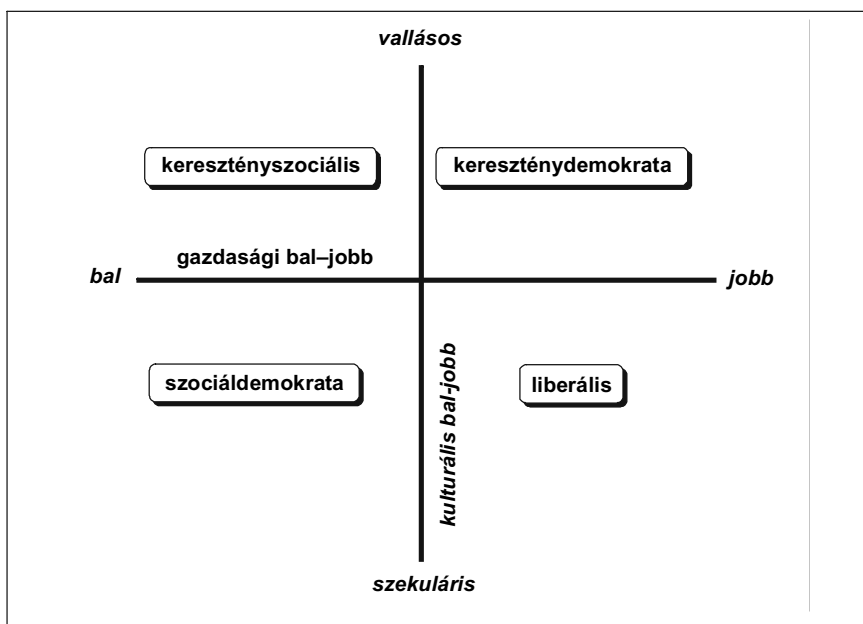 vallásos
keresztényszociális
kereszténydemokrata
gazdasági bal–jobb
bal
jobb
szociáldemokrata
liberális
kulturális bal-jobb
szekuláris